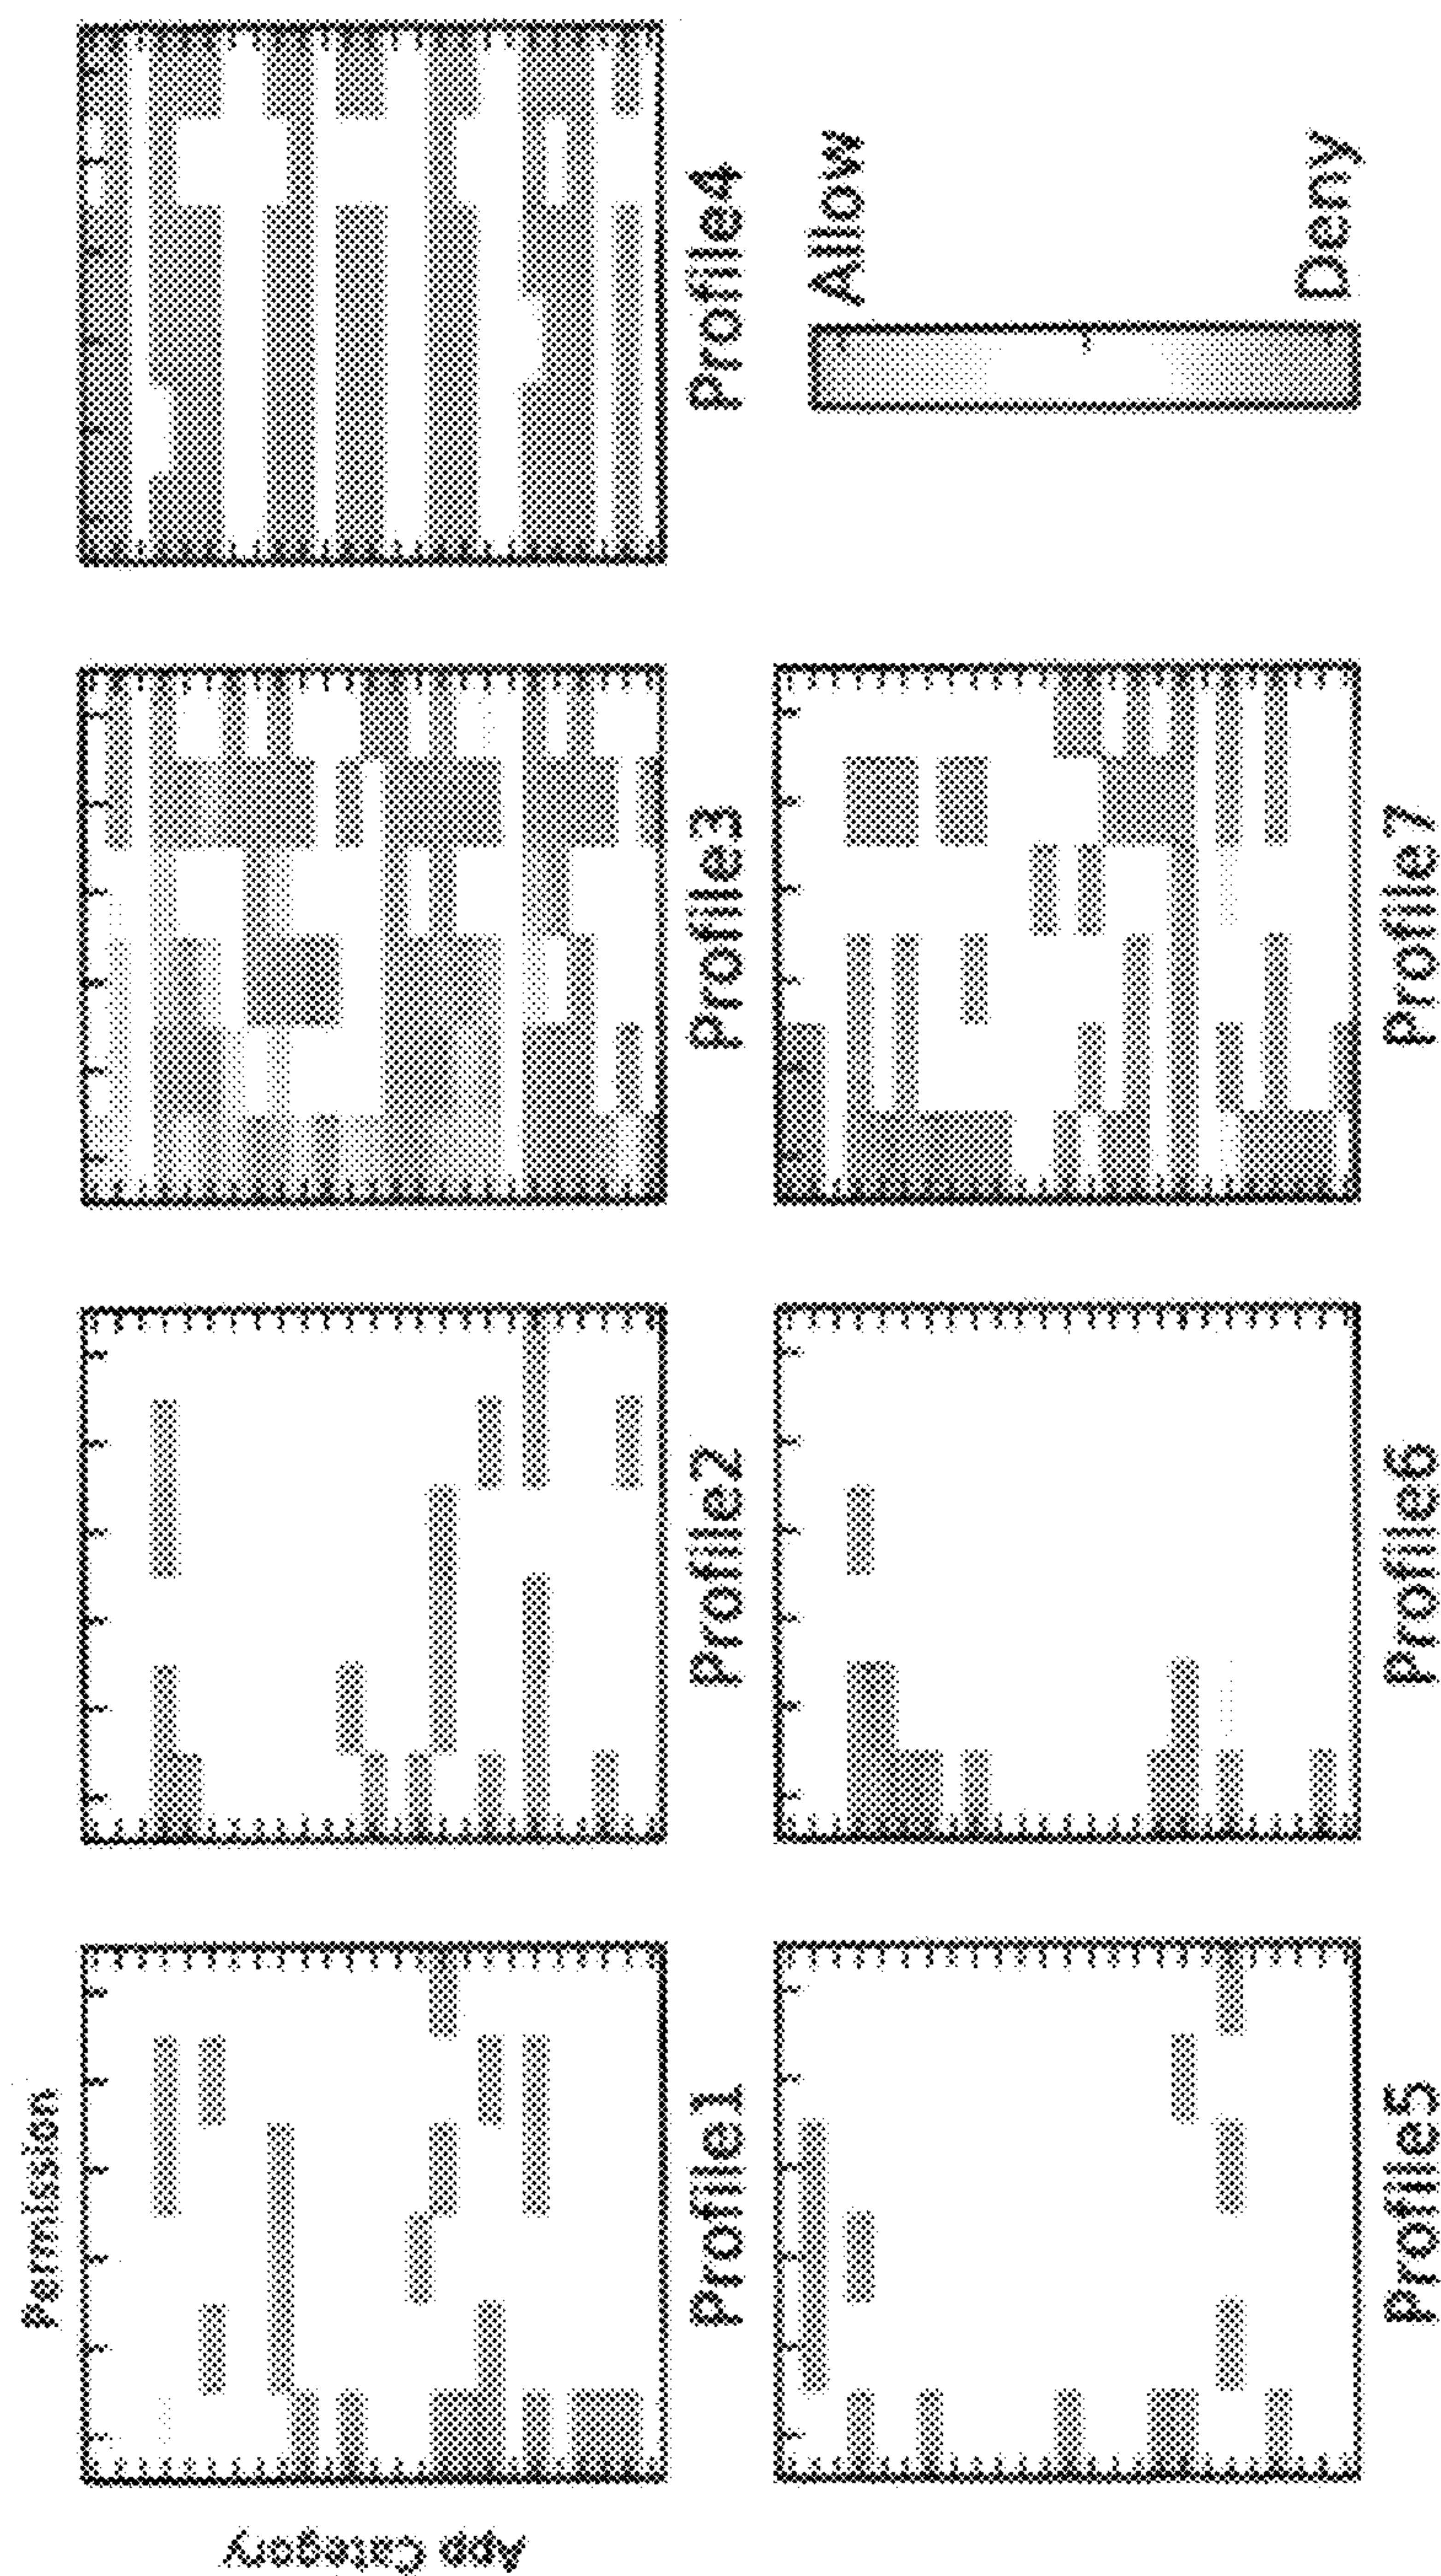 Permission
App Category
Profile1
Profile2
Profile3
Profile4
Profile5
Profile6
Profile7
Allow
Deny